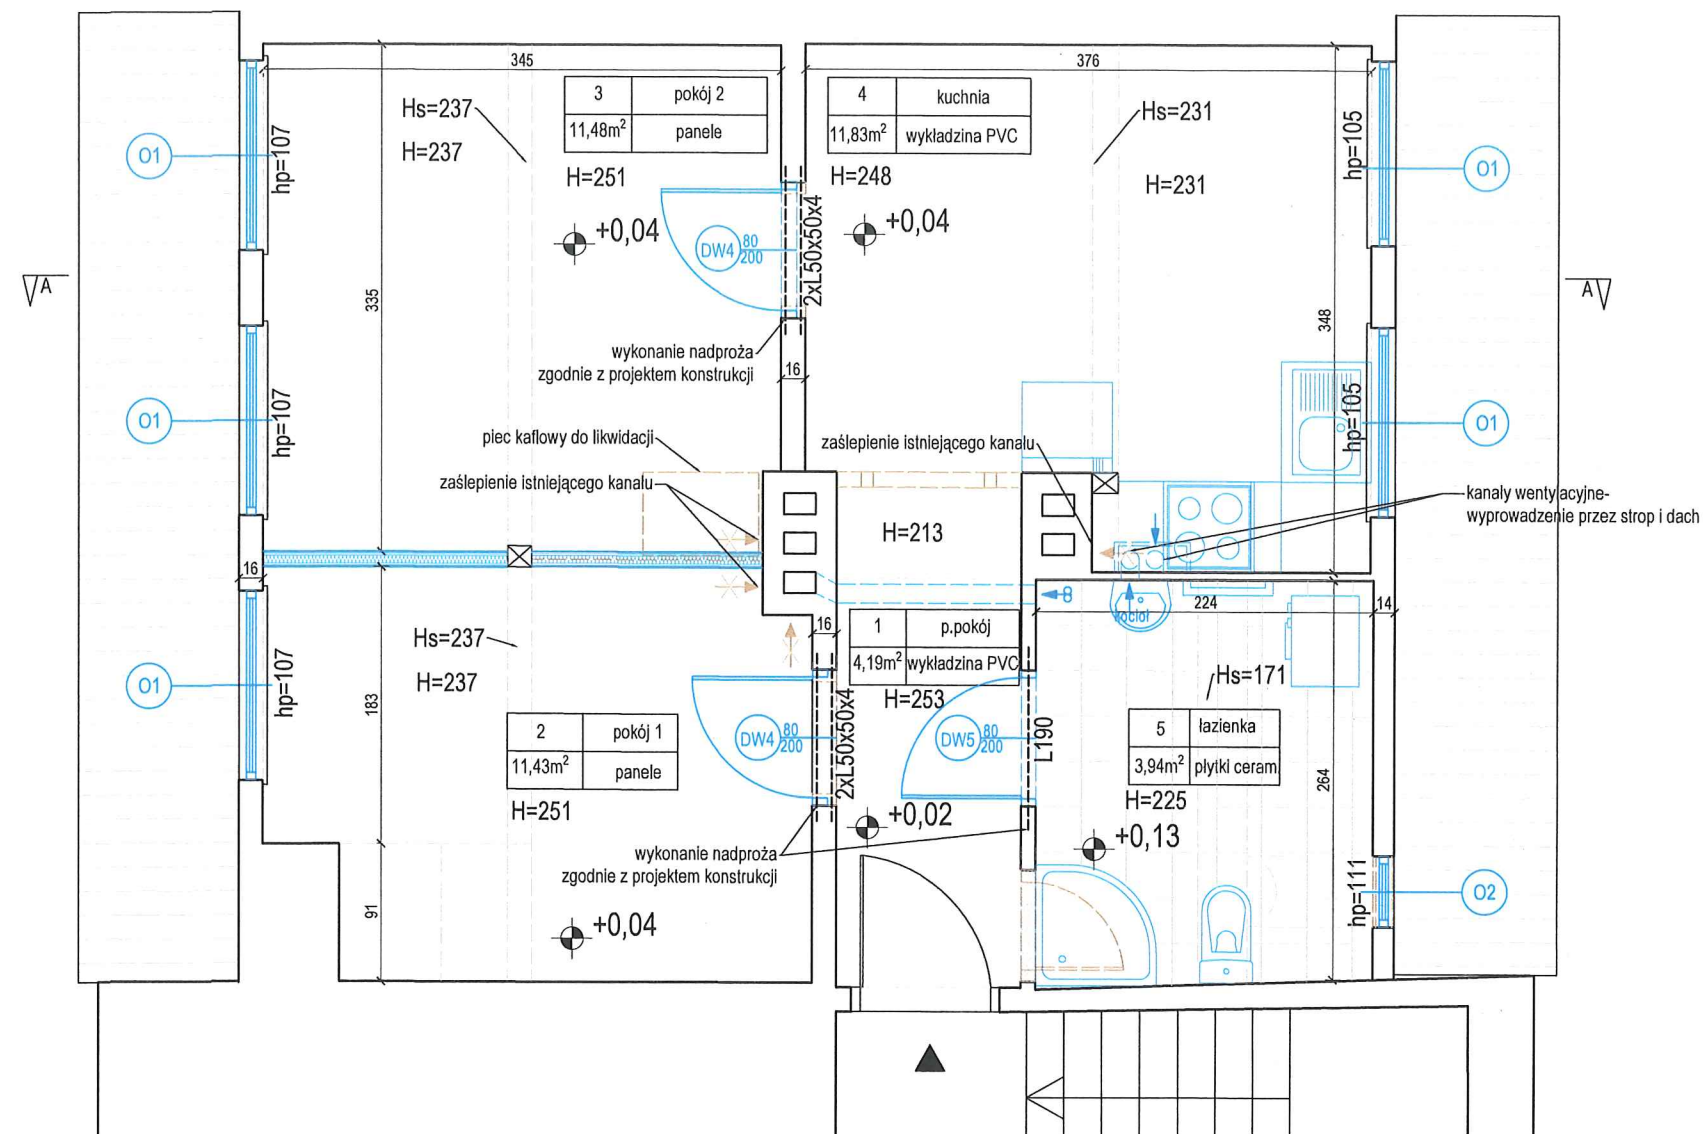 345
376
3 pokój 2
11,48m² panele
4 kuchnia
11,83m² wykładzina PVC
Hs=237
H=237
H=251
H=248
Hs=231
H=231
hp=107
hp=105
O1
O1
+0,04
+0,04
DW4 80
200
2xL50x50x4
A
A
335
348
wykonanie nadproża
zgodnie z projektem konstrukcji
16
O1
hp=107
hp=105
O1
piec kaflowy do likwidacji
zaślepienie istniejącego kanału
zaślepienie istniejącego kanału
kanały wentylacyjne-
wyprowadzenie przez strop i dach
H=213
16
224
14
kocioł
1 p.pokój
4,19m² wykładzina PVC
H=253
16
Hs=237
H=237
O1
hp=107
183
2 pokój 1
11,43m² panele
H=251
DW4 80
200
2xL50x50x4
DW5 80
200
L190
Hs=171
5 łazienka
3,94m² płytki ceram.
H=225
264
+0,02
+0,13
wykonanie nadproża
zgodnie z projektem konstrukcji
91
+0,04
hp=111
O2